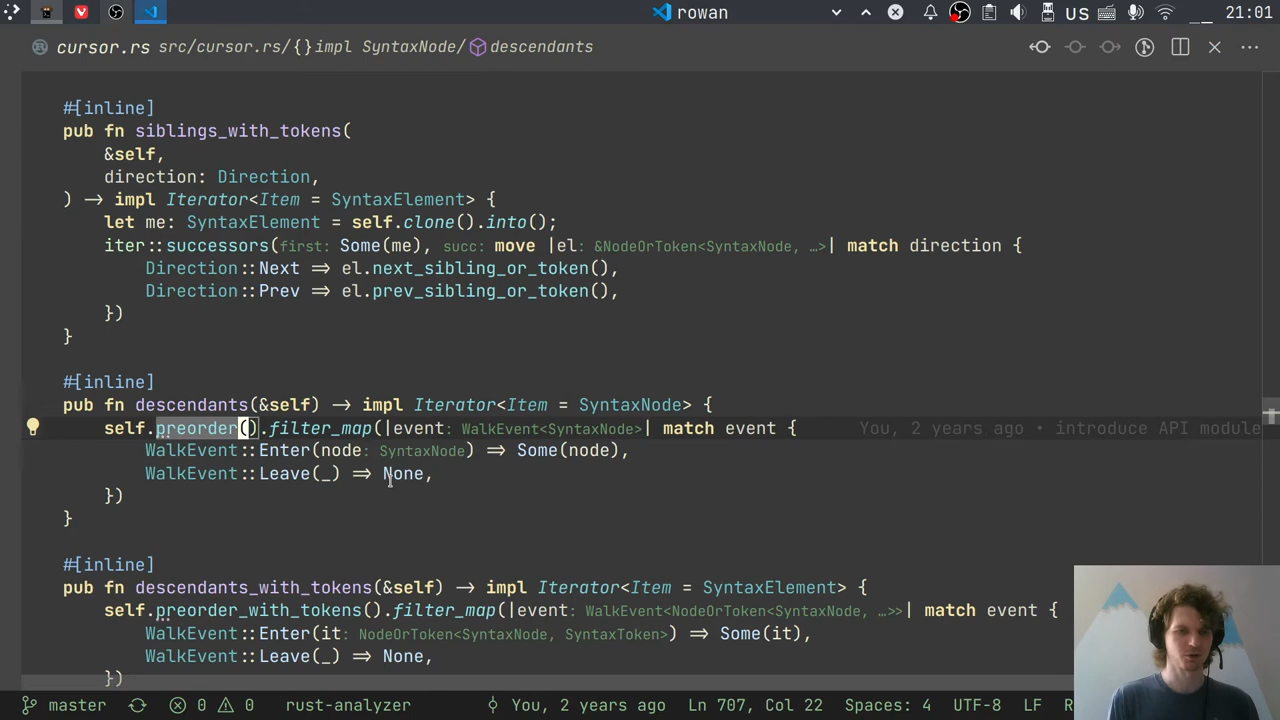 rowan
US
21:01
cursor.rs src/cursor.rs/{}impl SyntaxNode/descendants
#[inline]
pub fn siblings_with_tokens(
&self,
direction: Direction,
) → impl Iterator<Item = SyntaxElement> {
let me: SyntaxElement = self.clone().into();
iter::successors(first: Some(me), succ: move |el: &NodeOrToken<SyntaxNode, …>| match direction {
Direction::Next ⇒ el.next_sibling_or_token(),
Direction::Prev ⇒ el.prev_sibling_or_token(),
})
}
#[inline]
pub fn descendants(&self) → impl Iterator<Item = SyntaxNode> {
self.preorder().filter_map(|event: WalkEvent<SyntaxNode>| match event { You, 2 years ago • introduce API module
WalkEvent::Enter(node: SyntaxNode) ⇒ Some(node),
WalkEvent::Leave(_) ⇒ None,
})
}
#[inline]
pub fn descendants_with_tokens(&self) → impl Iterator<Item = SyntaxElement> {
self.preorder_with_tokens().filter_map(|event: WalkEvent<NodeOrToken<SyntaxNode, …>>| match event {
WalkEvent::Enter(it: NodeOrToken<SyntaxNode, SyntaxToken>) ⇒ Some(it),
WalkEvent::Leave(_) ⇒ None,
})
master 0 0 rust-analyzer You, 2 years ago Ln 707, Col 22 Spaces: 4 UTF-8 LF